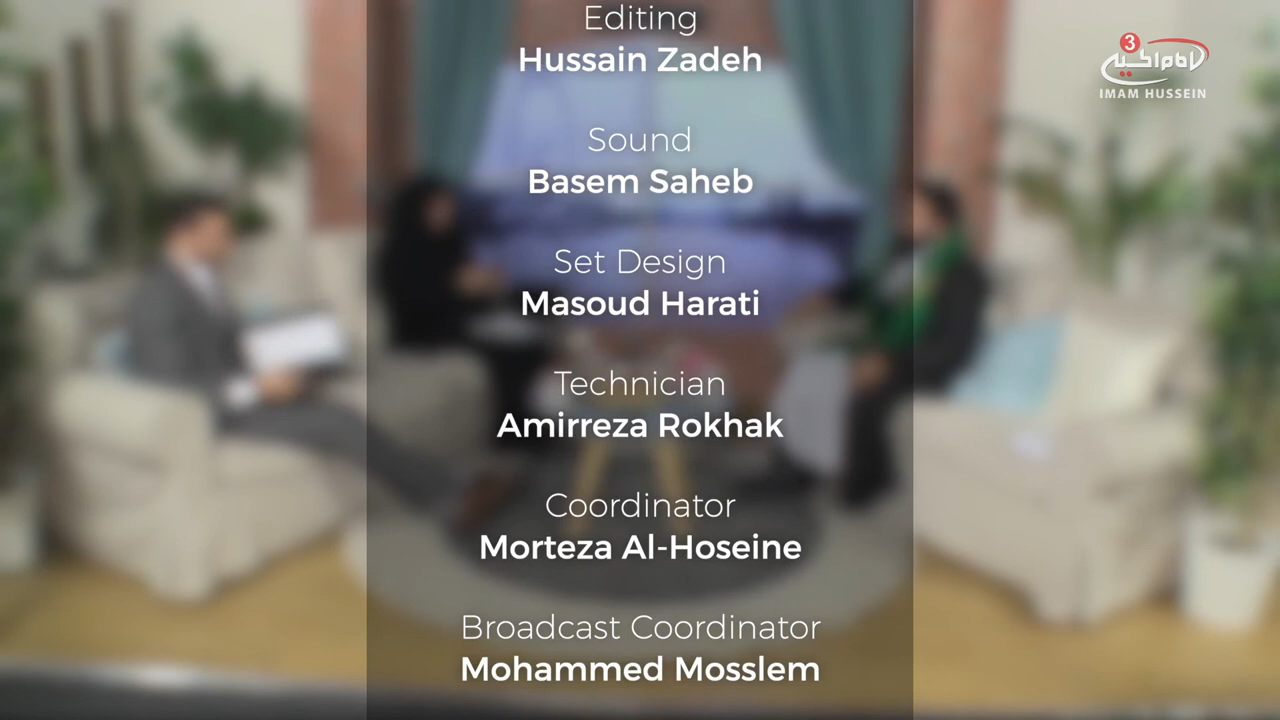 Editing
Hussain Zadeh
Sound
Basem Saheb
Set Design
Masoud Harati
Technician
Amirreza Rokhak
Coordinator
Morteza Al-Hoseine
Broadcast Coordinator
Mohammed Mosslem
3
IMAM HUSSEIN